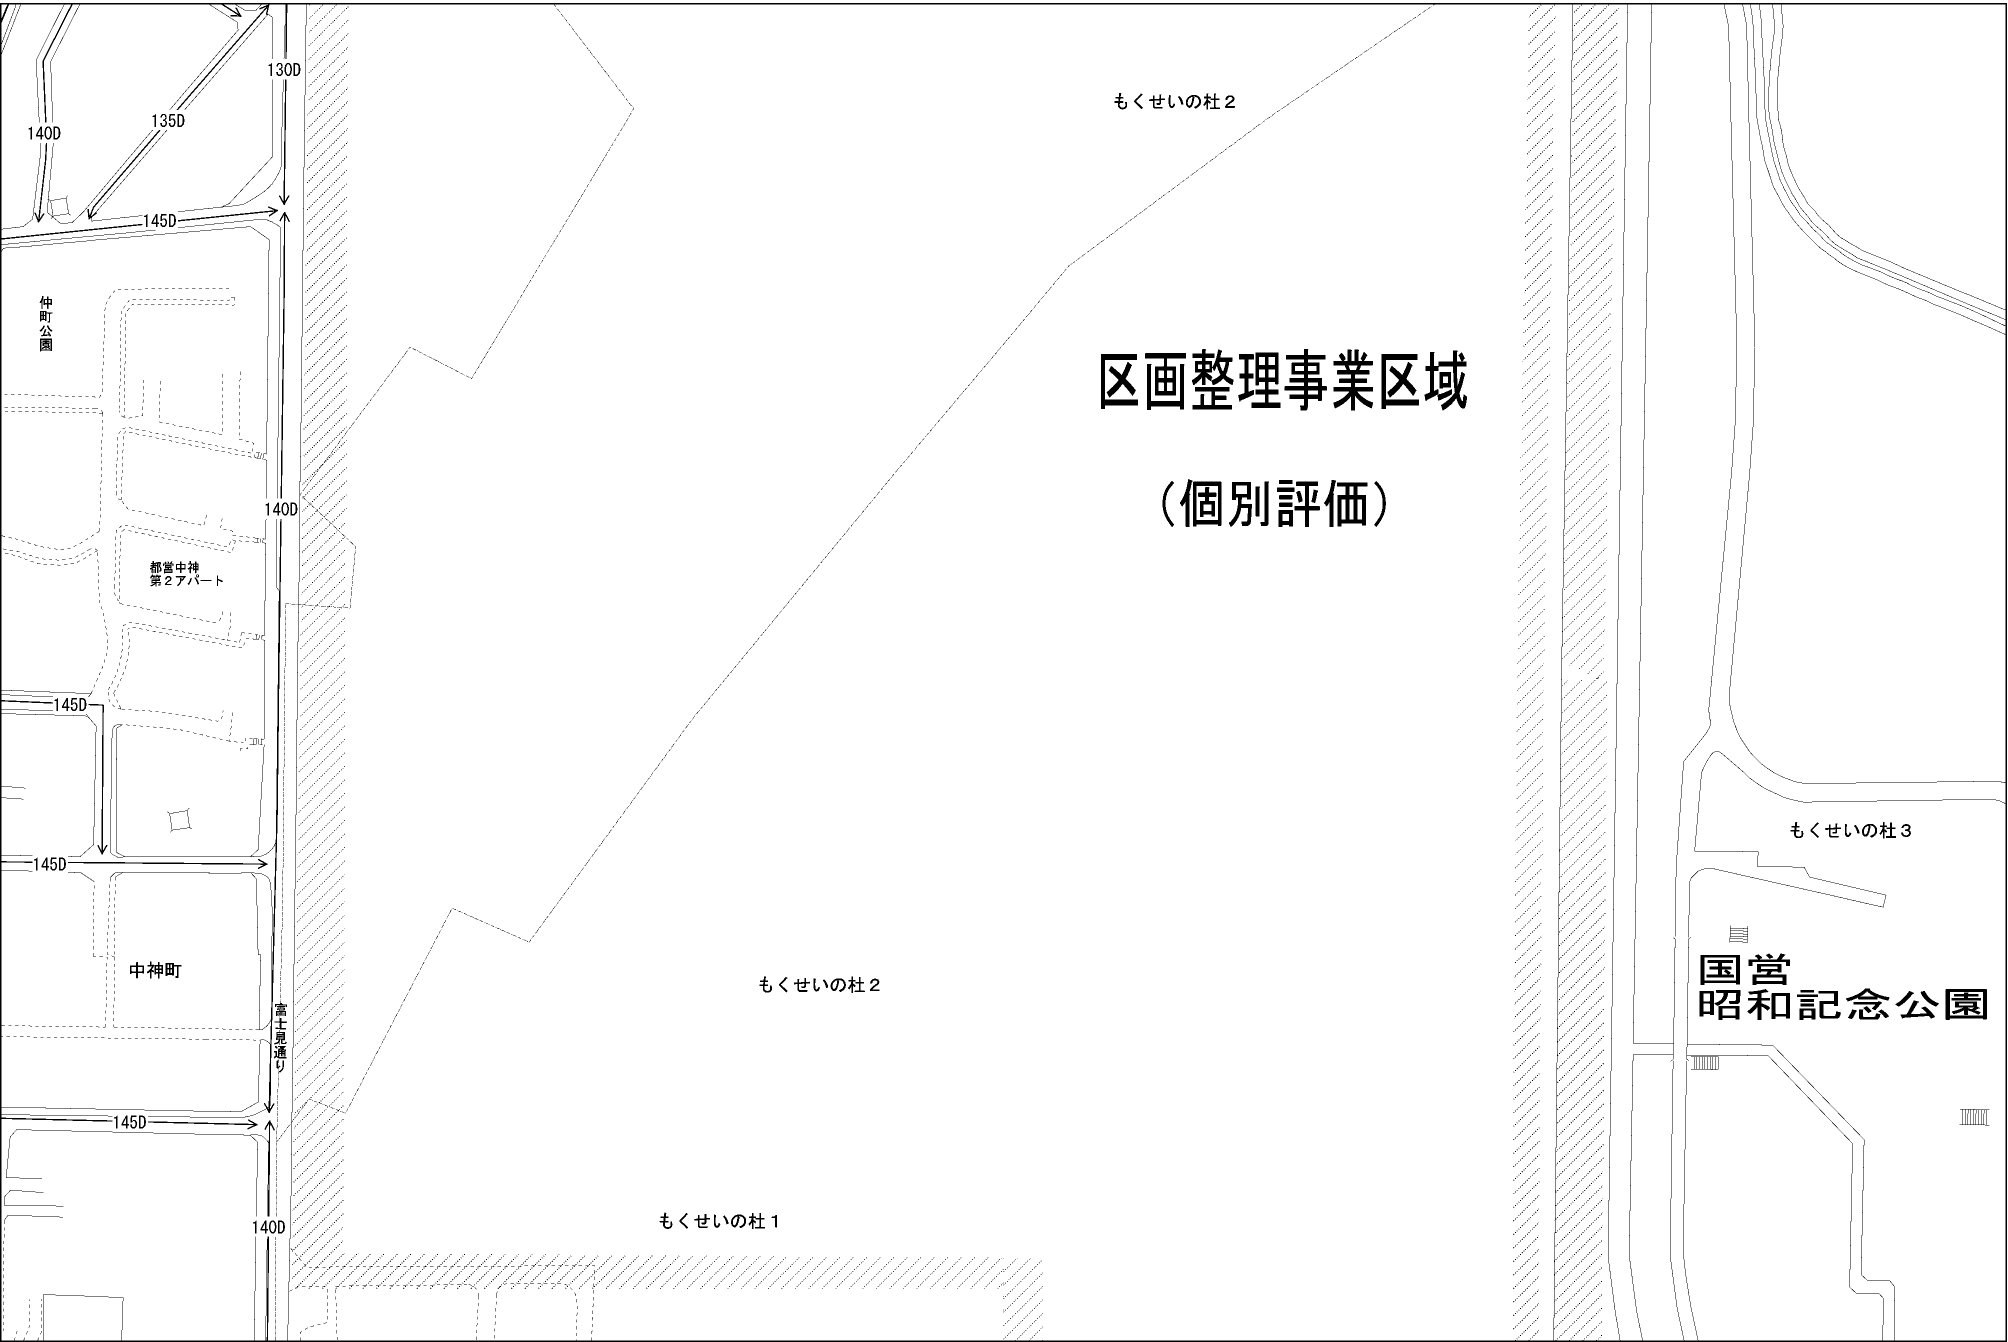 130D
もくせいの杜２
135D
140D
145D
仲町公園
区画整理事業区域
（個別評価）
140D
都営中神
第２アパート
145D
もくせいの杜３
145D
中神町
国営
昭和記念公園
もくせいの杜２
富士見通り
145D
もくせいの杜１
140D